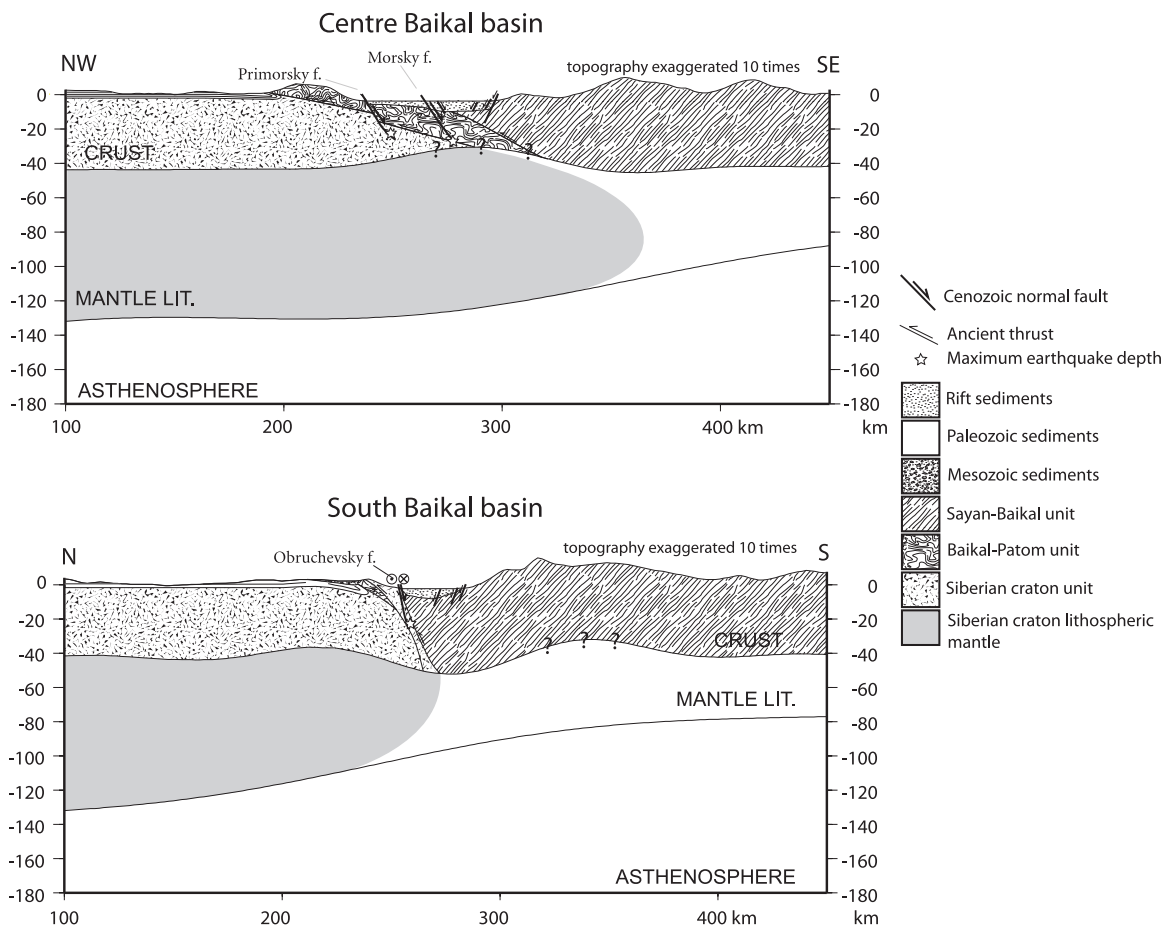 Centre Baikal basin
NW
Primorsky f.
Morsky f.
topography exaggerated 10 times
SE
0
-20
-40
-60
-80
-100
-120
-140
-160
-180
CRUST
? ? ?
MANTLE LIT.
ASTHENOSPHERE
0
-20
-40
-60
-80
-100
-120
-140
-160
-180
100
200
300
400 km
km
Cenozoic normal fault
Ancient thrust
Maximum earthquake depth
Rift sediments
Paleozoic sediments
Mesozoic sediments
Sayan-Baikal unit
Baikal-Patom unit
Siberian craton unit
Siberian craton lithospheric
mantle
South Baikal basin
N
Obruchevsky f.
topography exaggerated 10 times
S
0
-20
-40
-60
-80
-100
-120
-140
-160
-180
? ? ?
CRUST
MANTLE LIT.
ASTHENOSPHERE
0
-20
-40
-60
-80
-100
-120
-140
-160
-180
100
200
300
400 km
km